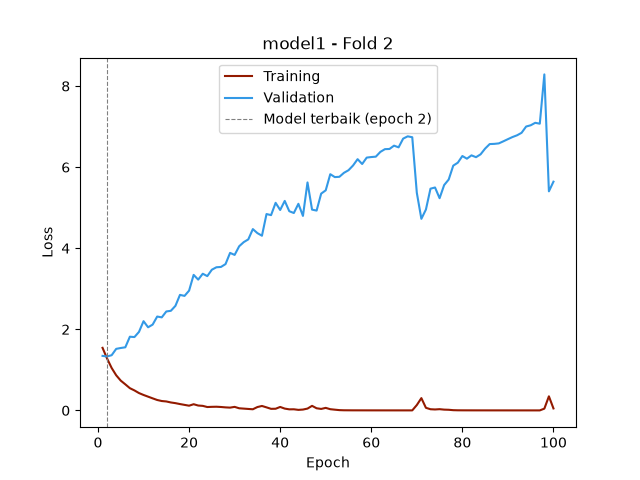 model1 - Fold 2
Training
Validation
Model terbaik (epoch 2)
8
6
4
2
0
Loss
0 20 40 60 80 100
Epoch